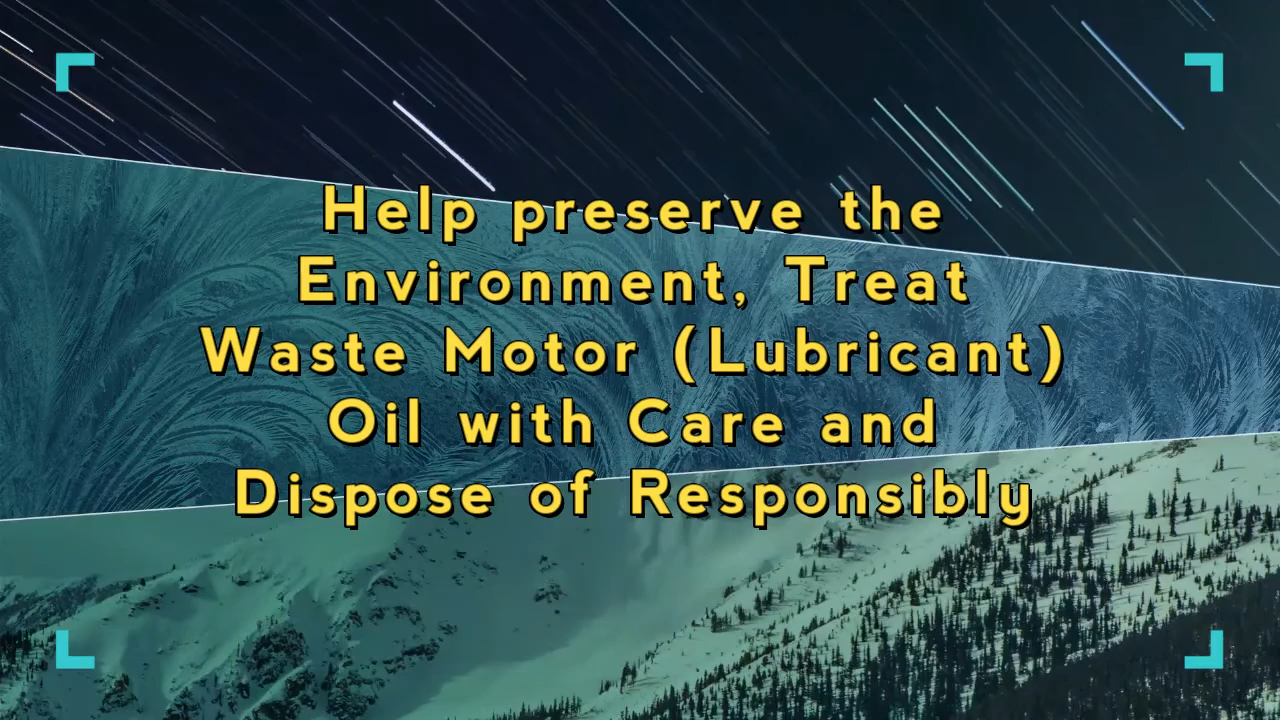 Help preserve the
Environment, Treat
Waste Motor (Lubricant)
Oil with Care and
Dispose of Responsibly